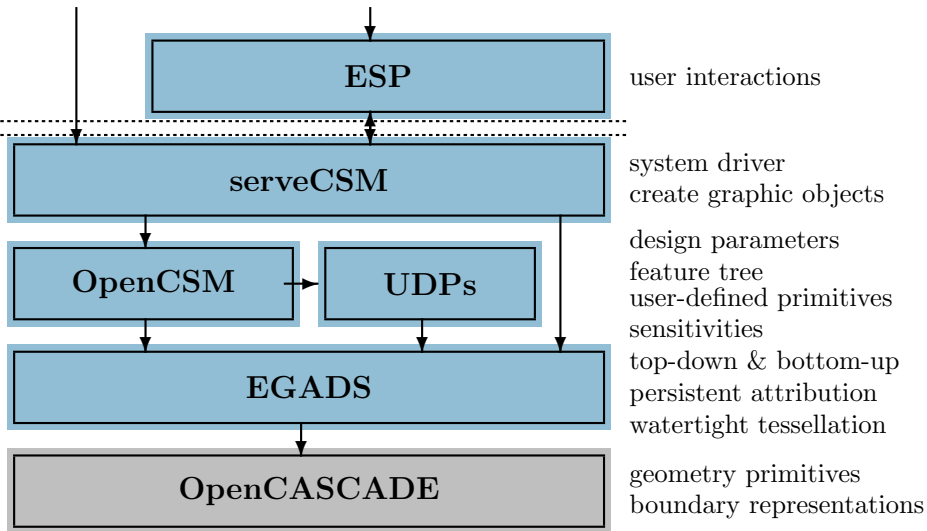 ESP
user interactions
serveCSM
system driver
create graphic objects
OpenCSM
UDPs
design parameters
feature tree
user-defined primitives
sensitivities
EGADS
top-down & bottom-up
persistent attribution
watertight tessellation
OpenCASCADE
geometry primitives
boundary representations